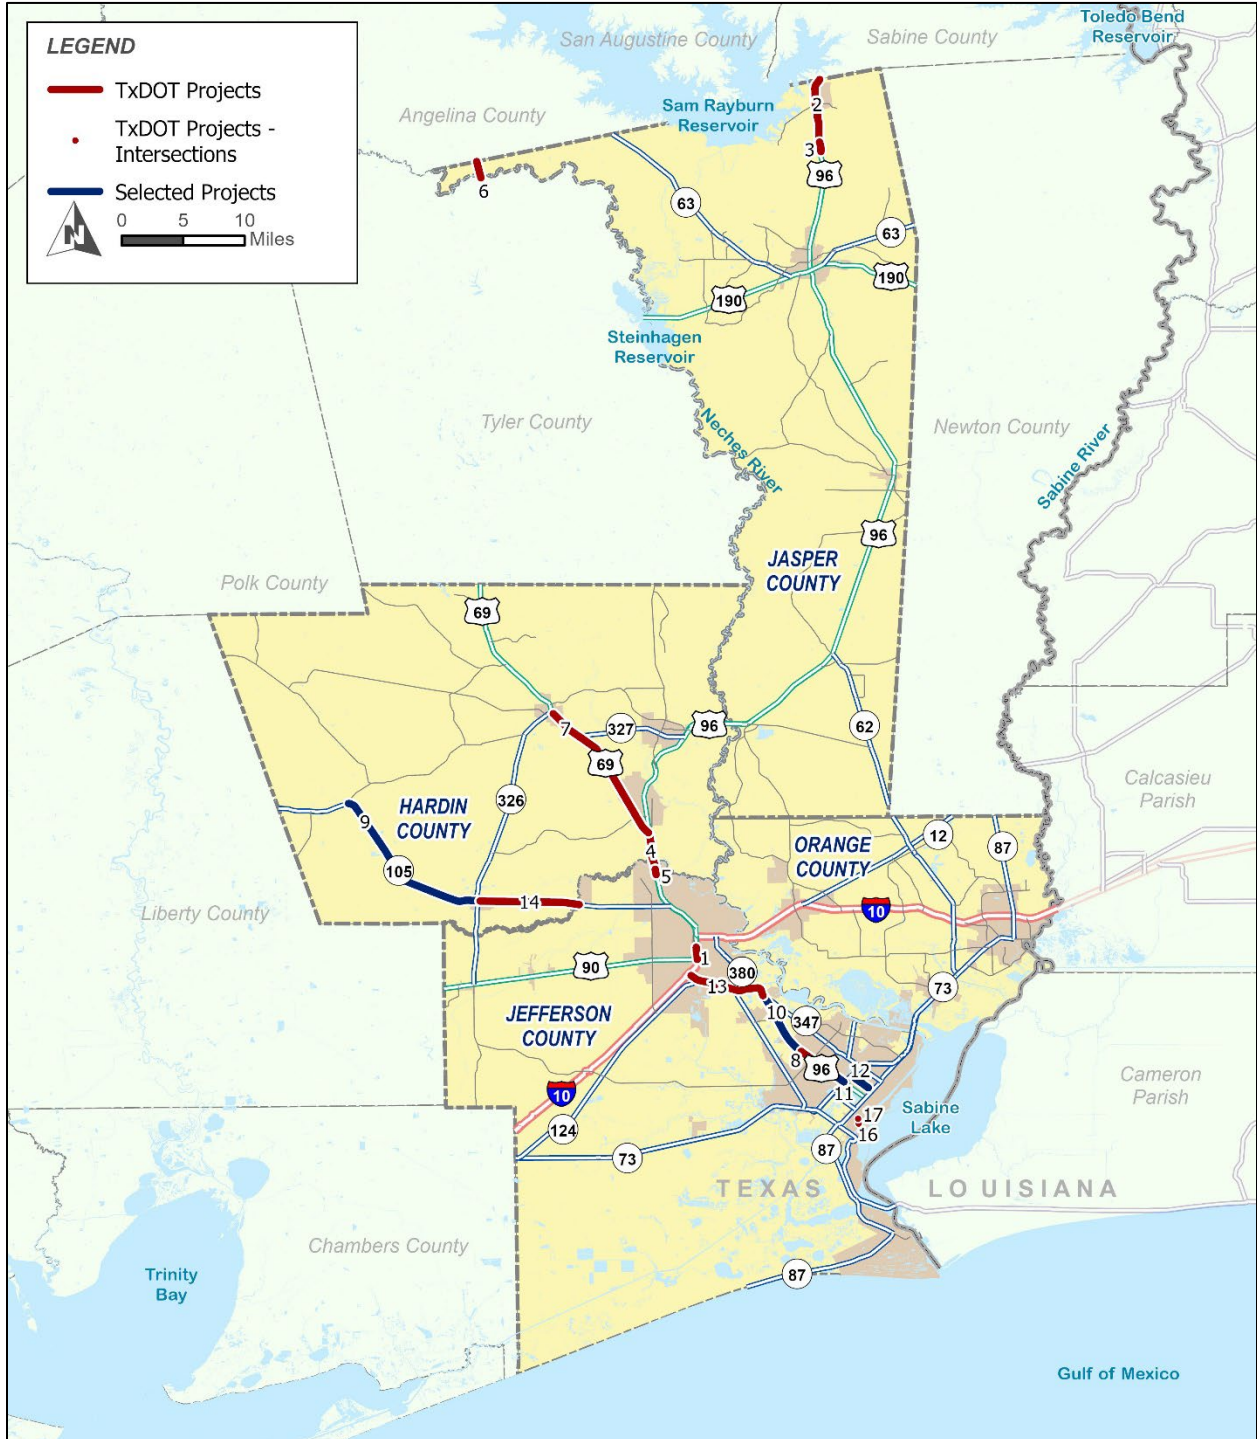 LEGEND
TxDOT Projects
TxDOT Projects -
Intersections
Selected Projects
N
0 5 10
Miles
Toledo Bend
Reservoir
San Augustine County
Sabine County
Angelina County
Sam Rayburn
Reservoir
2
3
96
6
63
63
190
190
Steinhagen
Reservoir
Tyler County
Neches River
Newton County
Sabine River
96
JASPER
COUNTY
Polk County
69
7
327
96
69
62
326
HARDIN
COUNTY
9
105
4
5
ORANGE
COUNTY
12
87
Calcasieu
Parish
14
Liberty County
10
90
1
380
13
73
JEFFERSON
COUNTY
10
347
8
96
12
11
10
17
16
Sabine
Lake
Cameron
Parish
124
73
87
TEXAS
LOUISIANA
Chambers County
87
Trinity
Bay
Gulf of Mexico